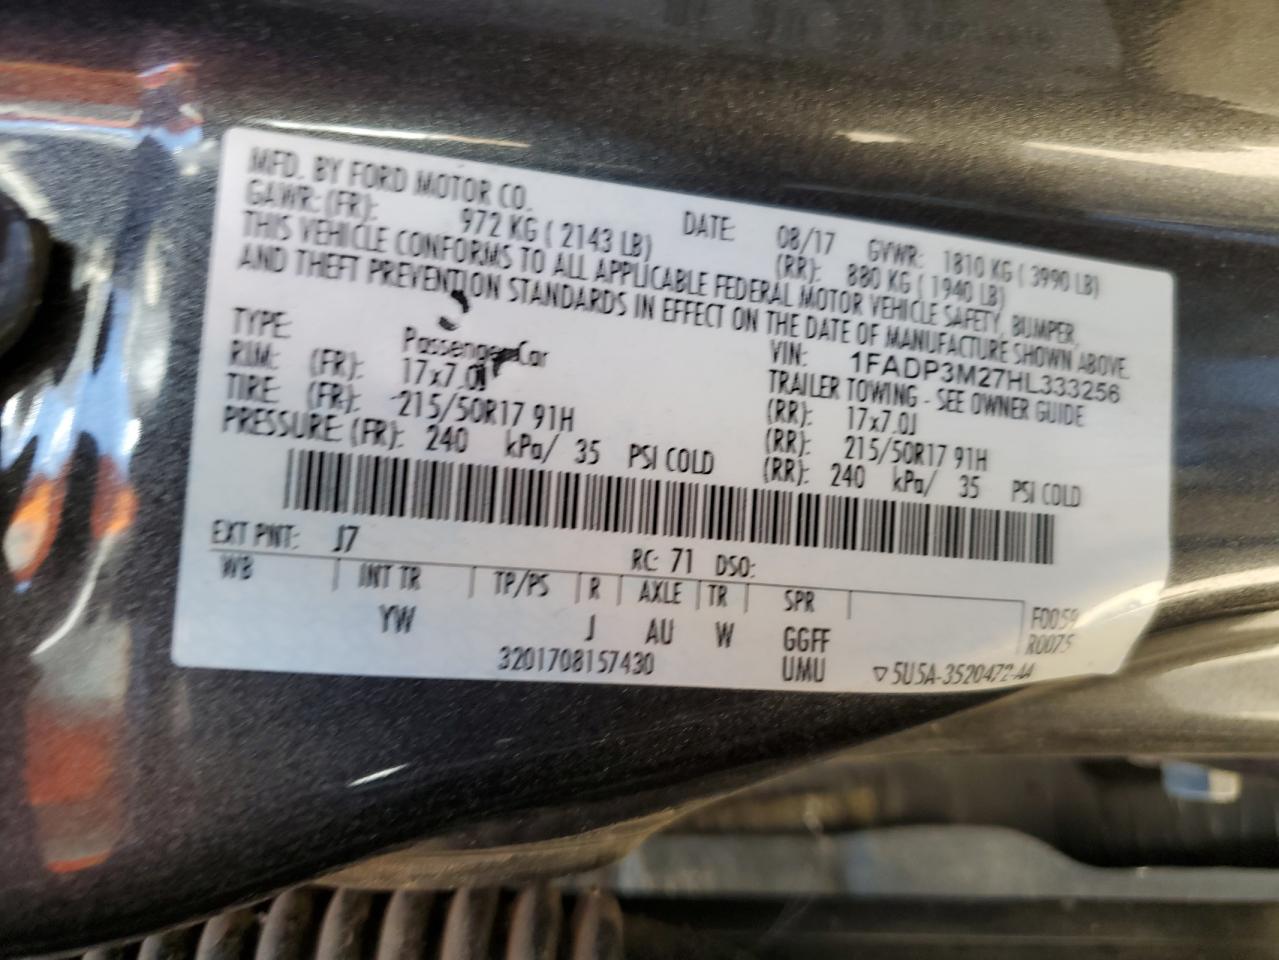 MFD. BY FORD MOTOR CO. DATE: 08/17 GVWR: 1810 KG ( 3990 LB)
GAWR: (FR): 972 KG ( 2143 LB) (RR): 880 KG ( 1940 LB)
THIS VEHICLE CONFORMS TO ALL APPLICABLE FEDERAL MOTOR VEHICLE SAFETY, BUMPER,
AND THEFT PREVENTION STANDARDS IN EFFECT ON THE DATE OF MANUFACTURE SHOWN ABOVE.
VIN: 1FADP3M27HL333256
TYPE: Passenger Car TRAILER TOWING - SEE OWNER GUIDE
RIM: (FR): 17x7.0J (RR): 17x7.0J
TIRE: (FR): 215/50R17 91H (RR): 215/50R17 91H
PRESSURE: (FR): 240 kPa/ 35 PSI COLD (RR): 240 kPa/ 35 PSI COLD
EXT PNT: J7 RC: 71 DSO:
WB INT TR TP/PS R AXLE TR SPR F0059
YW J AU W GGFF R0075
3201708157430 UMU ▽ 5U5A-3520472-AA